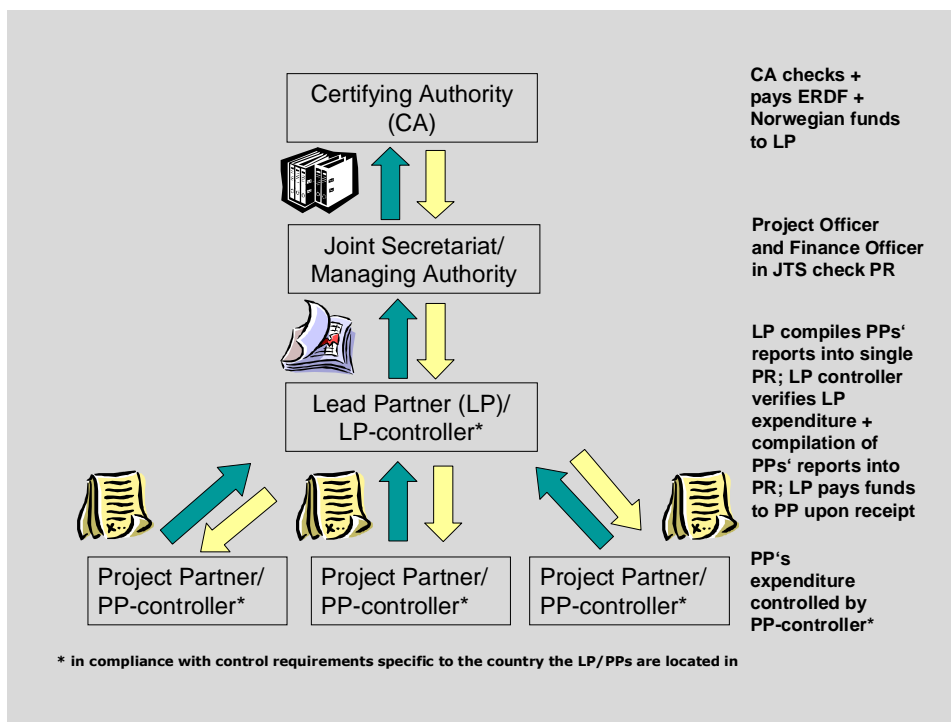 Certifying Authority
(CA)
CA checks +
pays ERDF +
Norwegian funds
to LP
Joint Secretariat/
Managing Authority
Project Officer
and Finance Officer
in JTS check PR
Lead Partner (LP)/
LP-controller*
LP compiles PPs‘
reports into single
PR; LP controller
verifies LP
expenditure +
compilation of
PPs‘ reports into
PR; LP pays funds
to PP upon receipt
Project Partner/
PP-controller*
Project Partner/
PP-controller*
Project Partner/
PP-controller*
PP‘s
expenditure
controlled by
PP-controller*
* in compliance with control requirements specific to the country the LP/PPs are located in